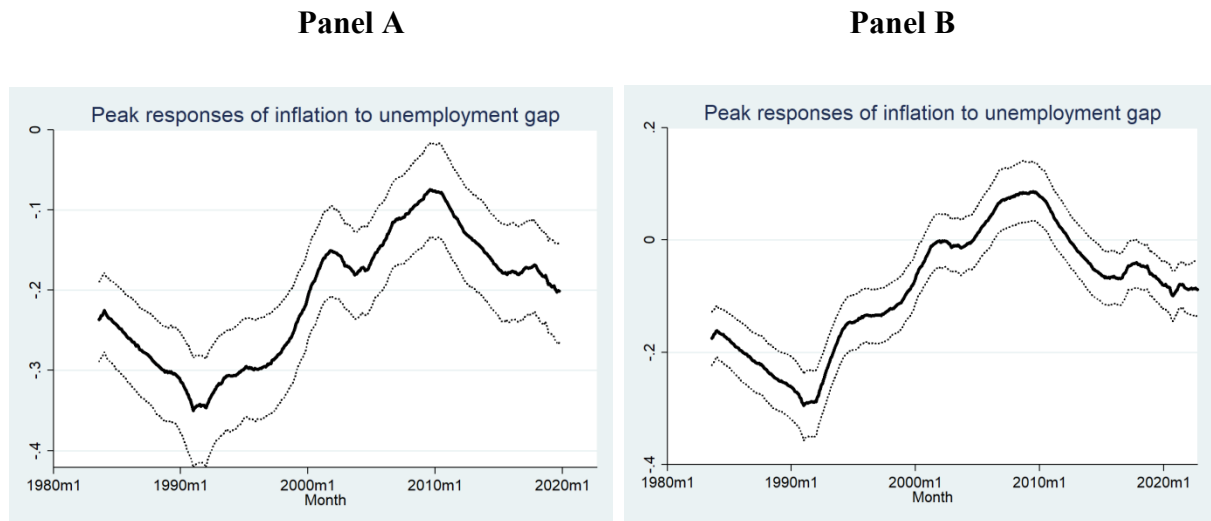 Panel A
Peak responses of inflation to unemployment gap
0
-.1
-.2
-.3
-.4
1980m1 1990m1 2000m1 2010m1 2020m1
Month
Panel B
Peak responses of inflation to unemployment gap
.2
0
-.2
-.4
1980m1 1990m1 2000m1 2010m1 2020m1
Month